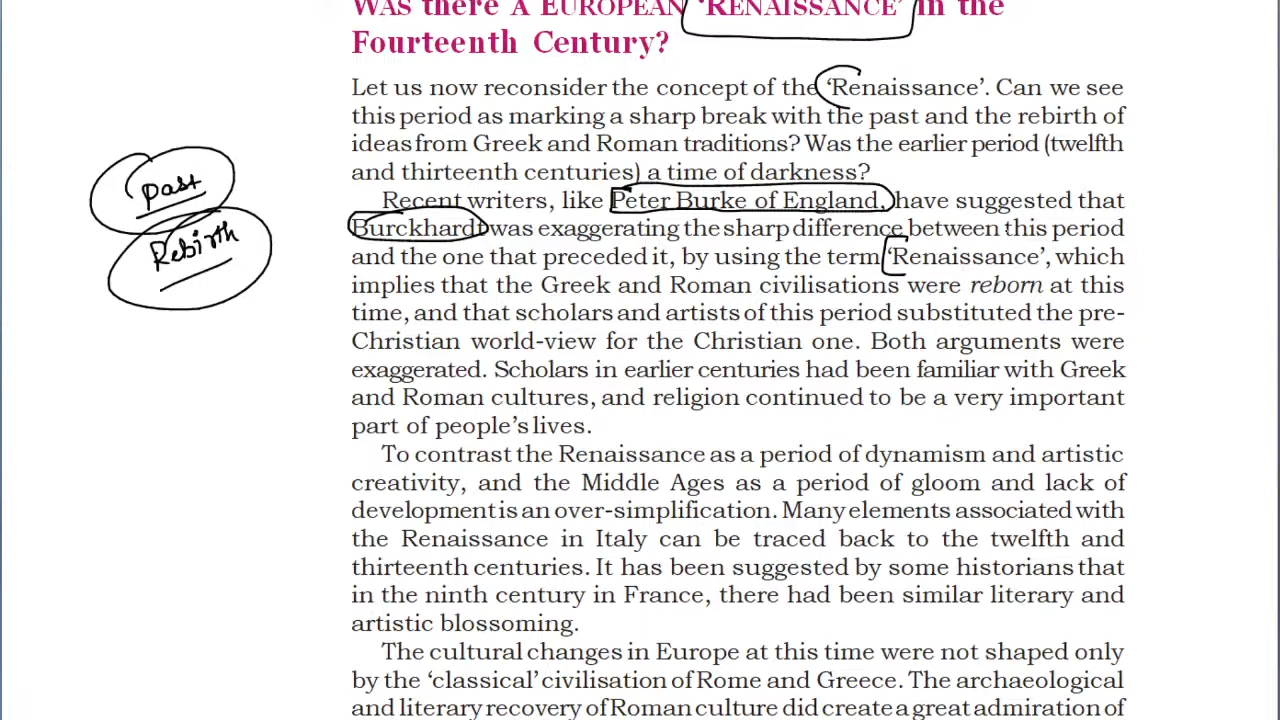 WAS there A EUROPEAN ‘RENAISSANCE’ in the
Fourteenth Century?
Let us now reconsider the concept of the ‘Renaissance’. Can we see
this period as marking a sharp break with the past and the rebirth of
ideas from Greek and Roman traditions? Was the earlier period (twelfth
and thirteenth centuries) a time of darkness?
Recent writers, like Peter Burke of England, have suggested that
Burckhardt was exaggerating the sharp difference between this period
and the one that preceded it, by using the term ‘Renaissance’, which
implies that the Greek and Roman civilisations were reborn at this
time, and that scholars and artists of this period substituted the pre-
Christian world-view for the Christian one. Both arguments were
exaggerated. Scholars in earlier centuries had been familiar with Greek
and Roman cultures, and religion continued to be a very important
part of people’s lives.
To contrast the Renaissance as a period of dynamism and artistic
creativity, and the Middle Ages as a period of gloom and lack of
development is an over-simplification. Many elements associated with
the Renaissance in Italy can be traced back to the twelfth and
thirteenth centuries. It has been suggested by some historians that
in the ninth century in France, there had been similar literary and
artistic blossoming.
The cultural changes in Europe at this time were not shaped only
by the ‘classical’ civilisation of Rome and Greece. The archaeological
and literary recovery of Roman culture did create a great admiration of
past
Rebirth